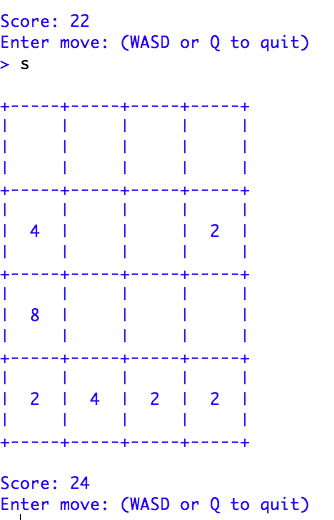 Score: 22
Enter move: (WASD or Q to quit)
> s
+-----+-----+-----+-----+
|     |     |     |     |
|     |     |     |     |
|     |     |     |     |
+-----+-----+-----+-----+
|     |     |     |     |
|  4  |     |     |  2  |
|     |     |     |     |
+-----+-----+-----+-----+
|     |     |     |     |
|  8  |     |     |     |
|     |     |     |     |
+-----+-----+-----+-----+
|     |     |     |     |
|  2  |  4  |  2  |  2  |
|     |     |     |     |
+-----+-----+-----+-----+
Score: 24
Enter move: (WASD or Q to quit)